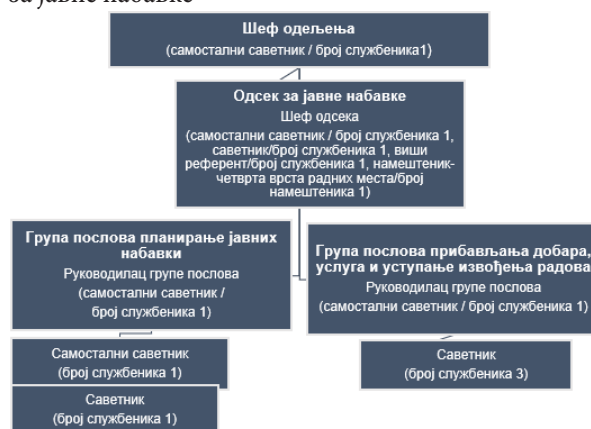 за јавне набавке
Шеф одељења
(самостални саветник / број службеника1)
Одсек за јавне набавке
Шеф одсека
(самостални саветник / број службеника 1,
саветник/број службеника 1, виши
референт/број службеника 1, намештеник-
четврта врста радних места/број
намештеника 1)
Група послова планирање јавних
набавки
Руководилац групе послова
(самостални саветник /
број службеника 1)
Група послова прибављања добара,
услуга и уступање извођења радова
Руководилац групе послова
(самостални саветник / број службеника 1)
Самостални саветник
(број службеника 1)
Саветник
(број службеника 1)
Саветник
(број службеника 3)